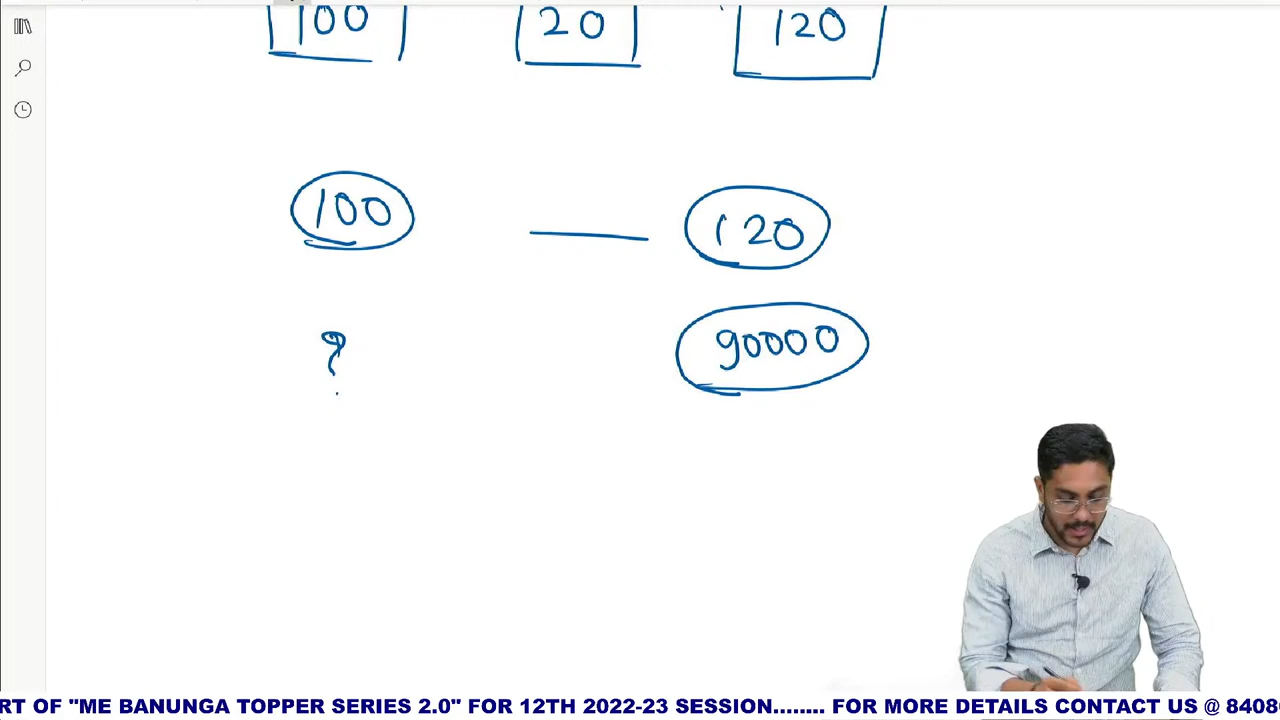 100 20 120
100 — 120
? 90000
RT OF "ME BANUNGA TOPPER SERIES 2.0" FOR 12TH 2022-23 SESSION........ FOR MORE DETAILS CONTACT US @ 8408